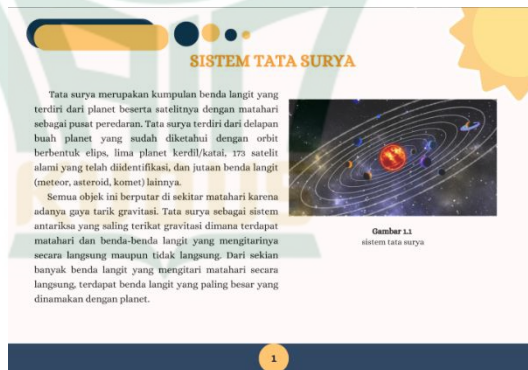 SISTEM TATA SURYA
Tata surya merupakan kumpulan benda langit yang
terdiri dari planet beserta satelitnya dengan matahari
sebagai pusat peredaran. Tata surya terdiri dari delapan
buah planet yang sudah diketahui dengan orbit
berbentuk elips, lima planet kerdil/katai, 173 satelit
alami yang telah diidentifikasi, dan jutaan benda langit
(meteor, asteroid, komet) lainnya.
Semua objek ini berputar di sekitar matahari karena
adanya gaya tarik gravitasi. Tata surya sebagai sistem
antariksa yang saling terikat gravitasi dimana terdapat
matahari dan benda-benda langit yang mengitarinya
secara langsung maupun tidak langsung. Dari sekian
banyak benda langit yang mengitari matahari secara
langsung, terdapat benda langit yang paling besar yang
dinamakan dengan planet.
Gambar 1.1
sistem tata surya
1